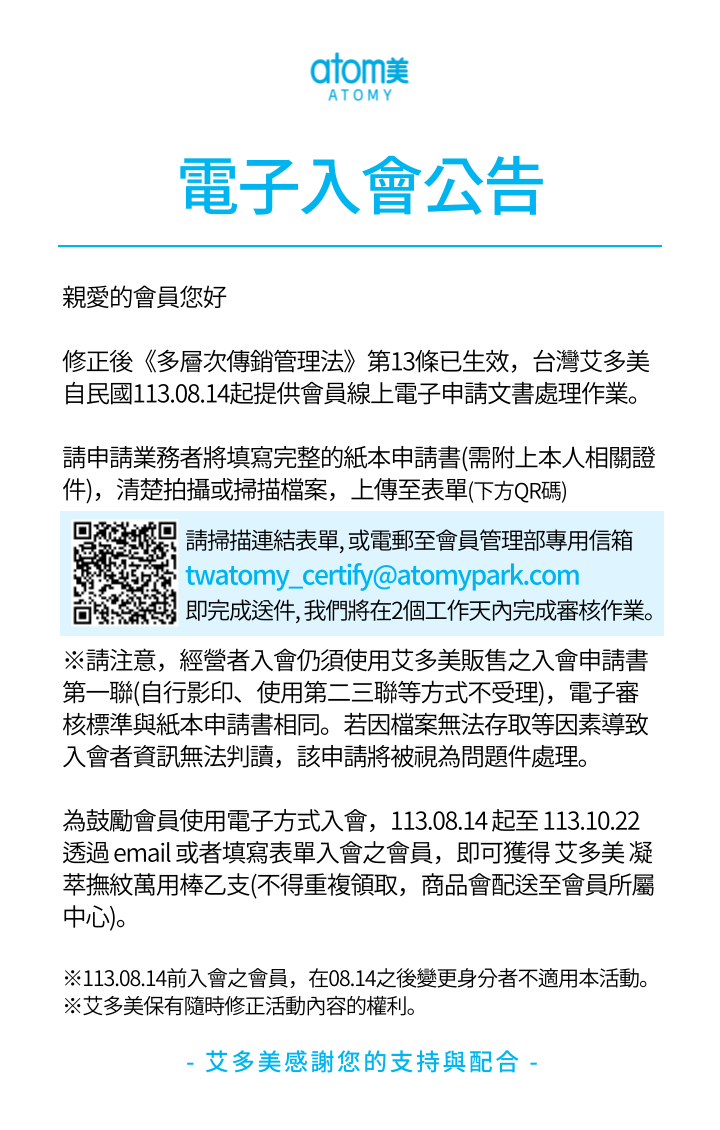 atom美
ATOMY
電子入會公告
親愛的會員您好
修正後《多層次傳銷管理法》第13條已生效，台灣艾多美
自民國113.08.14起提供會員線上電子申請文書處理作業。
請申請業務者將填寫完整的紙本申請書(需附上本人相關證
件)，清楚拍攝或掃描檔案，上傳至表單(下方QR碼)
請掃描連結表單, 或電郵至會員管理部專用信箱
twatomy_certify@atomypark.com
即完成送件, 我們將在2個工作天內完成審核作業。
※請注意，經營者入會仍須使用艾多美販售之入會申請書
第一聯(自行影印、使用第二三聯等方式不受理)，電子審
核標準與紙本申請書相同。若因檔案無法存取等因素導致
入會者資訊無法判讀，該申請將被視為問題件處理。
為鼓勵會員使用電子方式入會，113.08.14 起至 113.10.22
透過 email 或者填寫表單入會之會員，即可獲得 艾多美 凝
萃撫紋萬用棒乙支(不得重複領取，商品會配送至會員所屬
中心)。
※113.08.14前入會之會員，在08.14之後變更身分者不適用本活動。
※艾多美保有隨時修正活動內容的權利。
- 艾多美感謝您的支持與配合 -